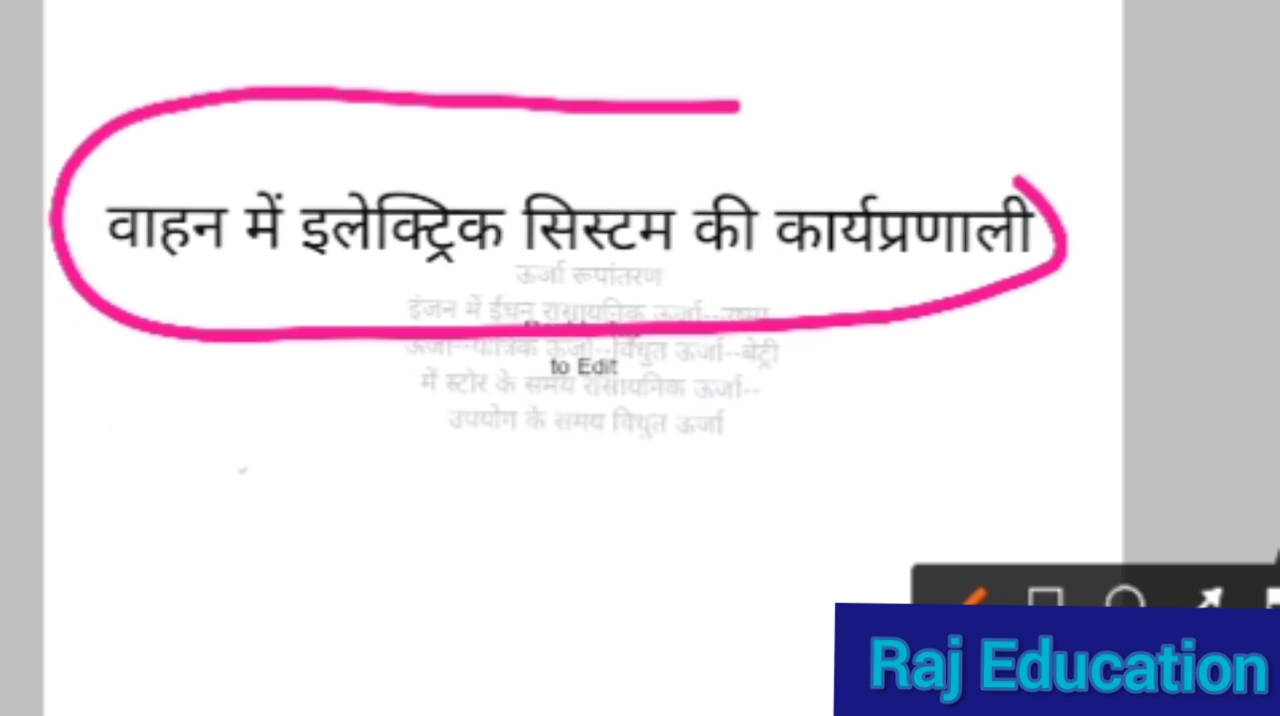 वाहन में इलेक्ट्रिक सिस्टम की कार्यप्रणाली
ऊर्जा रूपांतरण
इंजन में ईंधन रासायनिक ऊर्जा--उष्मा
ऊर्जा--यांत्रिक ऊर्जा--विधुत ऊर्जा--बेट्री
to Edit
में स्टोर के समय रासायनिक ऊर्जा--
उपयोग के समय विधुत ऊर्जा
Raj Education